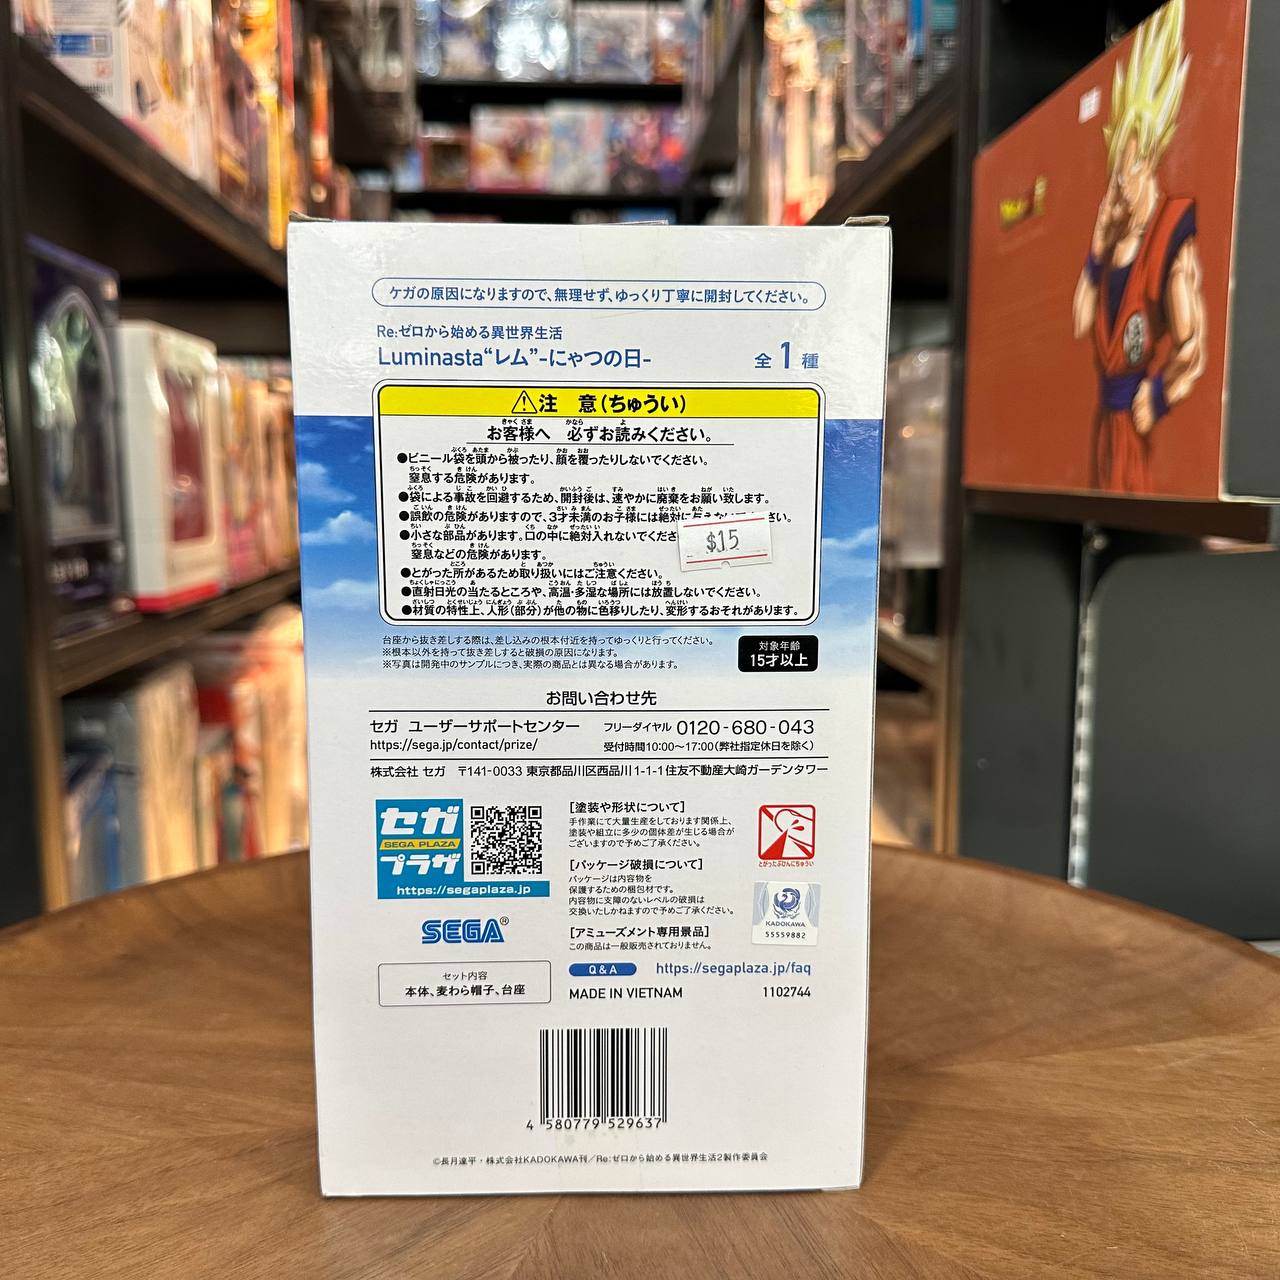 ケガの原因になりますので、無理せず、ゆっくり丁寧に開封してください。
Re:ゼロから始める異世界生活
Luminasta“レム”-にゃつの日-
全1種
注 意(ちゅうい)
お客様へ 必ずお読みください。
●ビニール袋を頭から被ったり、顔を覆ったりしないでください。
窒息する危険があります。
●袋による事故を回避するため、開封後は、速やかに廃棄をお願い致します。
●誤飲の危険がありますので、3才未満のお子様には絶対に与えないでください。
●小さな部品があります。口の中に絶対入れないでくださ
窒息などの危険があります。
●とがった所があるため取り扱いにはご注意ください。
●直射日光の当たるところや、高温・多湿な場所には放置しないでください。
●材質の特性上、人形(部分)が他の物に色移りしたり、変形するおそれがあります。
$15
台座から抜き差しする際は、差し込みの根本付近を持ってゆっくりと行ってください。
※根本以外を持って抜き差しすると破損の原因になります。
※写真は開発中のサンプルにつき、実際の商品とは異なる場合があります。
対象年齢
15才以上
お問い合わせ先
セガ ユーザーサポートセンター
https://sega.jp/contact/prize/
フリーダイヤル 0120-680-043
受付時間10:00〜17:00(弊社指定休日を除く)
株式会社 セガ 〒141-0033 東京都品川区西品川1-1-1住友不動産大崎ガーデンタワー
セガ
SEGA PLAZA
プラザ
https://segaplaza.jp
SEGA®
[塗装や形状について]
手作業にて大量生産をしております関係上、
塗装や組立に多少の個体差が生じる場合が
ございますので予めご了承ください。
[パッケージ破損について]
パッケージは内容物を
保護するための梱包材です。
内容物に支障のないレベルの破損は
交換いたしかねますので予めご了承ください。
[アミューズメント専用景品]
この商品は一般販売されておりません。
とがったぶひんにちゅうい
KADOKAWA
55559882
セット内容
本体、麦わら帽子、台座
Q&A
https://segaplaza.jp/faq
MADE IN VIETNAM
1102744
4 580779 529637
©長月達平・株式会社KADOKAWA刊／Re:ゼロから始める異世界生活2製作委員会